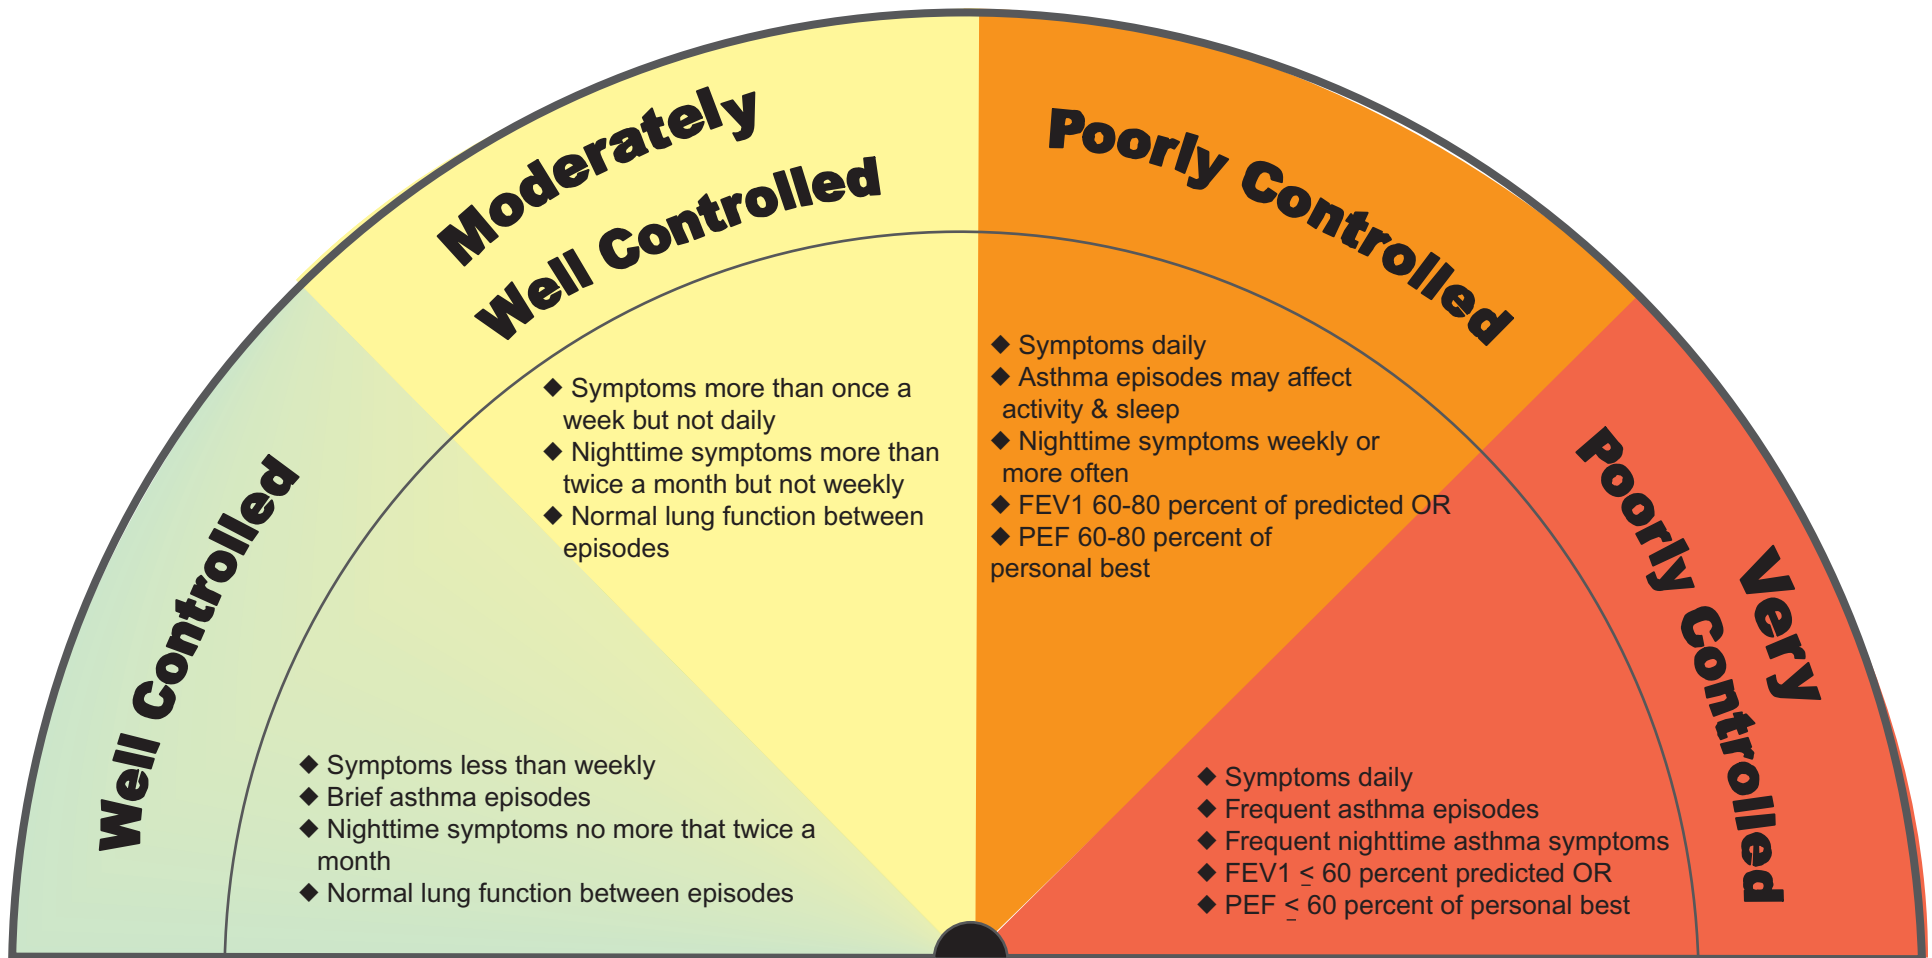 Well Controlled
◆ Symptoms less than weekly
◆ Brief asthma episodes
◆ Nighttime symptoms no more that twice a
month
◆ Normal lung function between episodes
Moderately
Well Controlled
◆ Symptoms more than once a
week but not daily
◆ Nighttime symptoms more than
twice a month but not weekly
◆ Normal lung function between
episodes
Poorly Controlled
◆ Symptoms daily
◆ Asthma episodes may affect
activity & sleep
◆ Nighttime symptoms weekly or
more often
◆ FEV1 60-80 percent of predicted OR
◆ PEF 60-80 percent of
personal best
Very
Poorly Controlled
◆ Symptoms daily
◆ Frequent asthma episodes
◆ Frequent nighttime asthma symptoms
◆ FEV1 ≤ 60 percent predicted OR
◆ PEF ≤ 60 percent of personal best